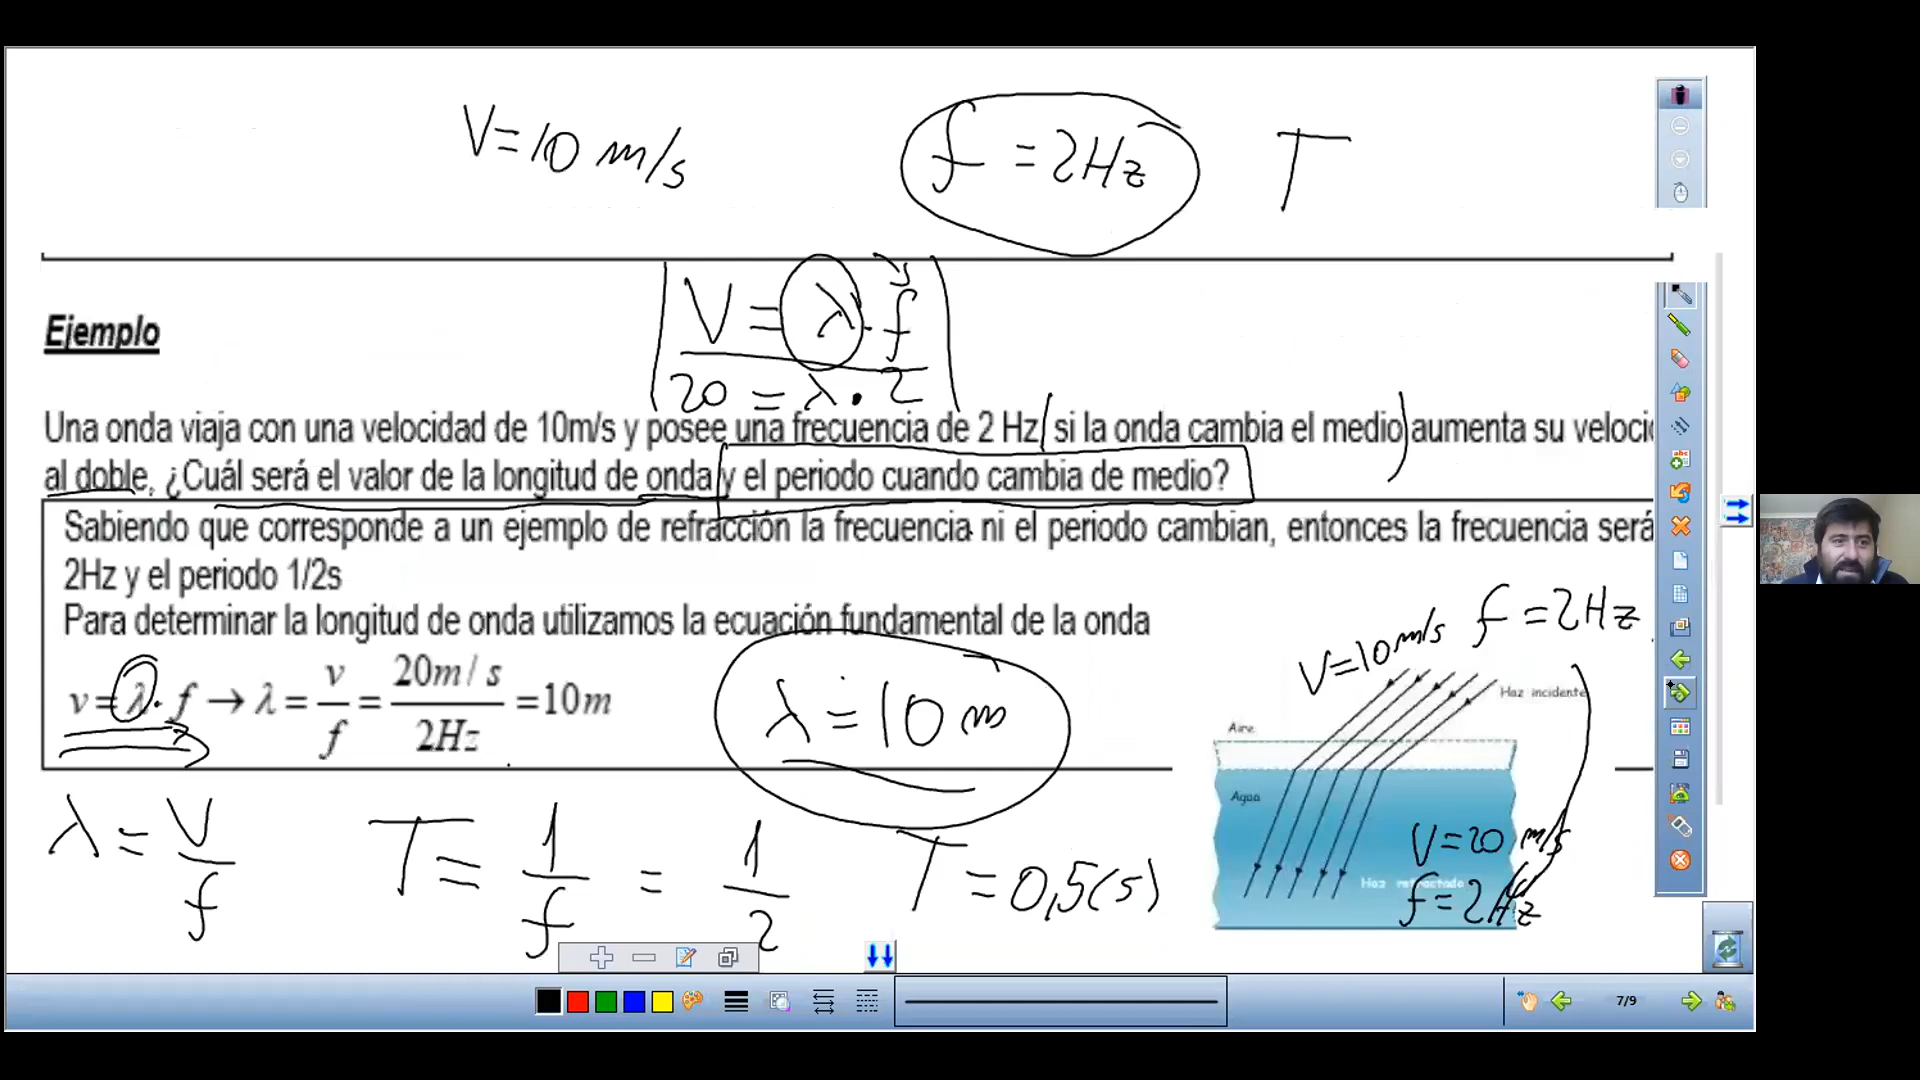 V=10 m/s
f=2Hz
T
V=λ.f
20=λ.2
Ejemplo
Una onda viaja con una velocidad de 10m/s y posee una frecuencia de 2 Hz( si la onda cambia el medio) aumenta su veloci
al doble, ¿Cuál será el valor de la longitud de onda y el periodo cuando cambia de medio?
Sabiendo que corresponde a un ejemplo de refracción la frecuencia ni el periodo cambian, entonces la frecuencia será
2Hz y el periodo 1/2s
Para determinar la longitud de onda utilizamos la ecuación fundamental de la onda
v=λ.f→λ=v/f=20m/s/2Hz=10m
λ=10 m
V=10 m/s f=2Hz
Haz incidente
Aire
Agua
V=20 m/s
Haz refractado
f=2Hz
λ=V/f
T=1/f=1/2
T=0,5(s)
7/9